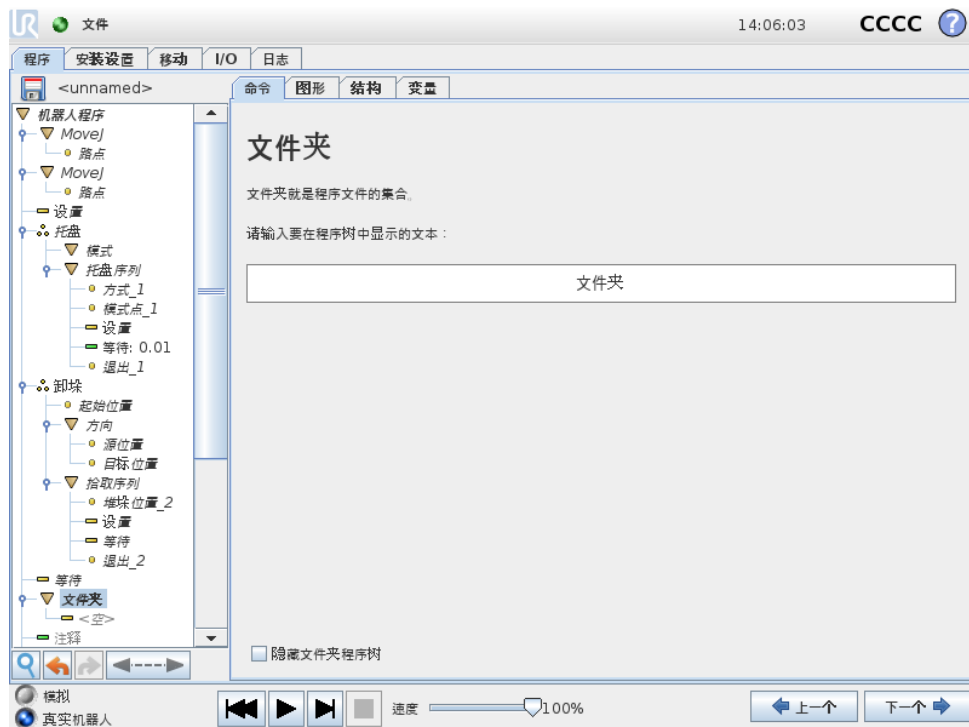 UR 文件 14:06:03 CCCC ?
程序 安装设置 移动 I/O 日志
<unnamed> 命令 图形 结构 变量
机器人程序
MoveJ
路点
MoveJ
路点
设置
托盘
模式
托盘序列
方式_1
模式点_1
设置
等待: 0.01
退出_1
卸垛
起始位置
方向
源位置
目标位置
拾取序列
堆垛位置_2
设置
等待
退出_2
等待
文件夹
<空>
注释
文件夹
文件夹就是程序文件的集合。
请输入要在程序树中显示的文本：
文件夹
隐藏文件夹程序树
模拟
真实机器人
速度 100% 上一个 下一个